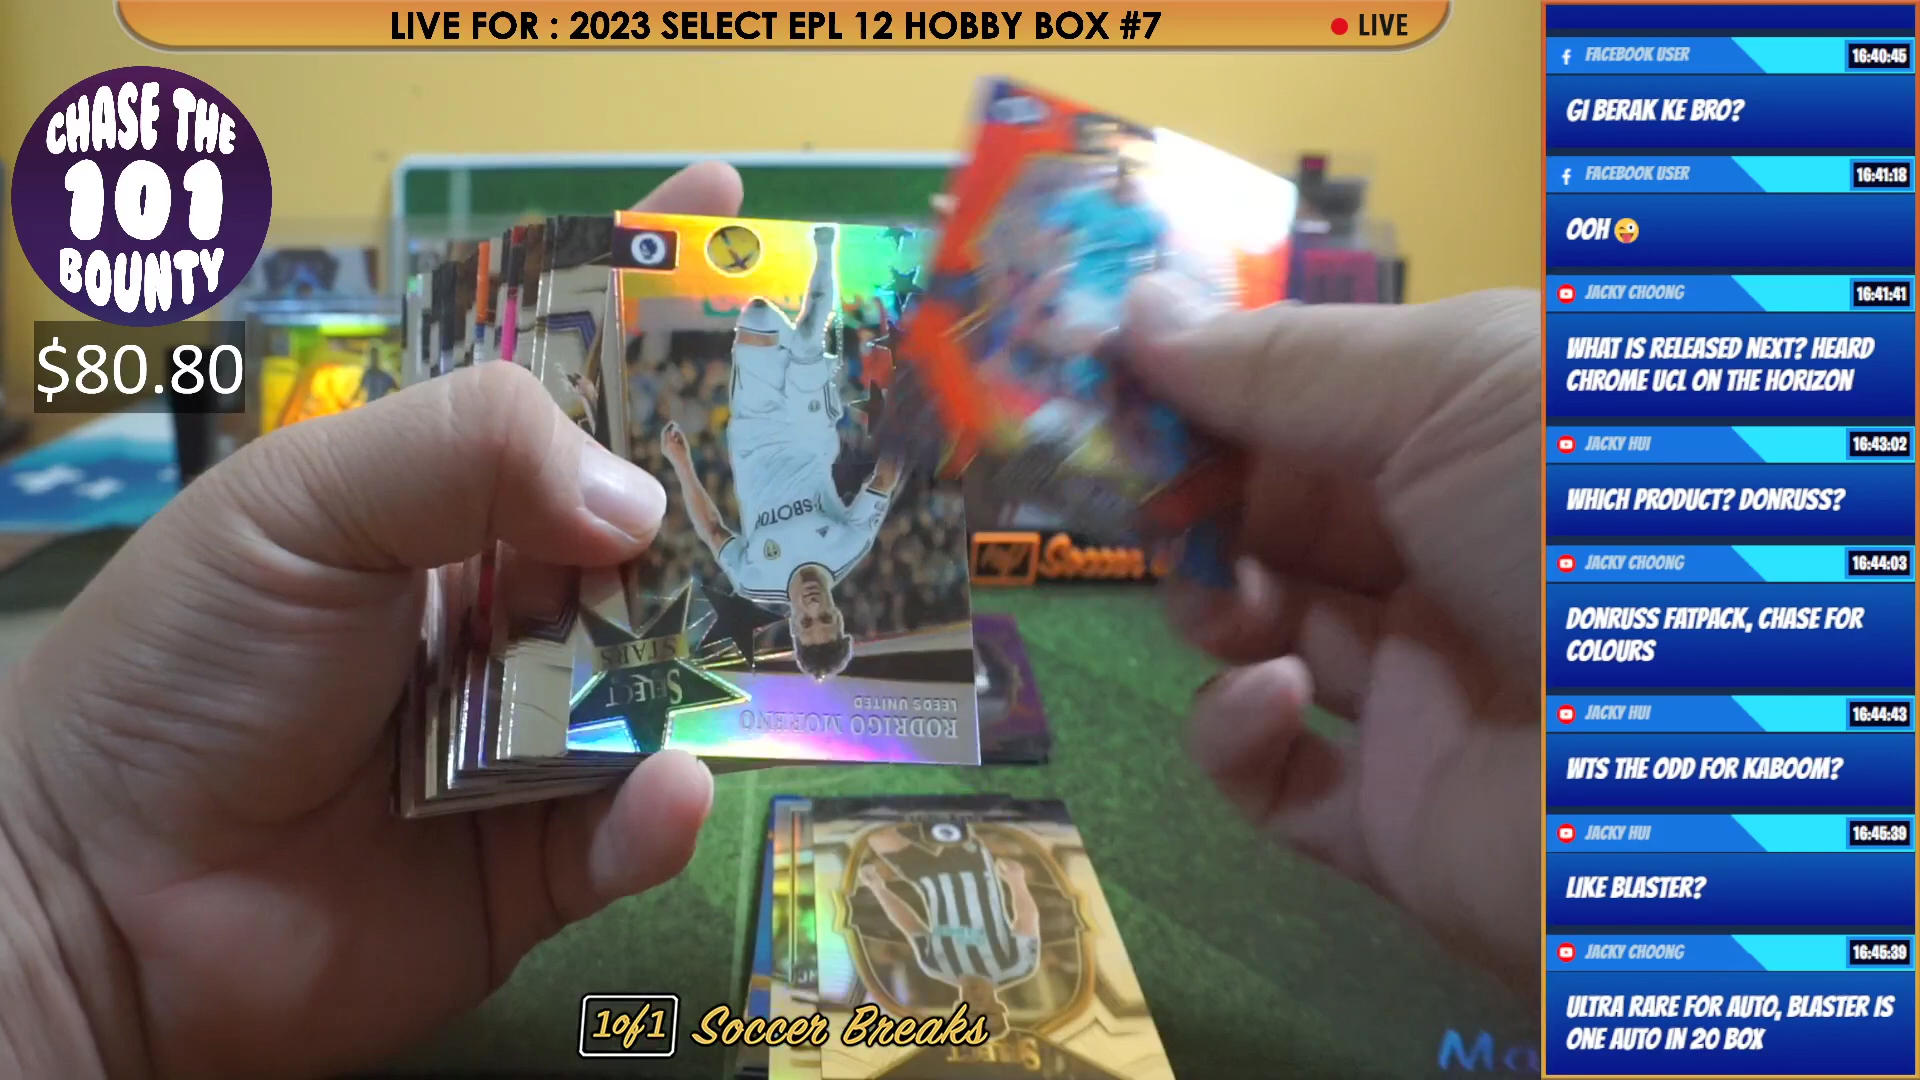 LIVE FOR : 2023 SELECT EPL 12 HOBBY BOX #7
LIVE
CHASE THE
101
BOUNTY
$80.80
SBOTOP
STARS
SELECT
RODRIGO MORENO
LEEDS UNITED
Soccer
SELECT
1of1 Soccer Breaks
FACEBOOK USER 16:40:45
GI BERAK KE BRO?
FACEBOOK USER 16:41:18
OOH 😜
JACKY CHOONG 16:41:41
WHAT IS RELEASED NEXT? HEARD
CHROME UCL ON THE HORIZON
JACKY HUI 16:43:02
WHICH PRODUCT? DONRUSS?
JACKY CHOONG 16:44:03
DONRUSS FATPACK, CHASE FOR
COLOURS
JACKY HUI 16:44:43
WTS THE ODD FOR KABOOM?
JACKY HUI 16:45:39
LIKE BLASTER?
JACKY CHOONG 16:45:39
ULTRA RARE FOR AUTO, BLASTER IS
ONE AUTO IN 20 BOX